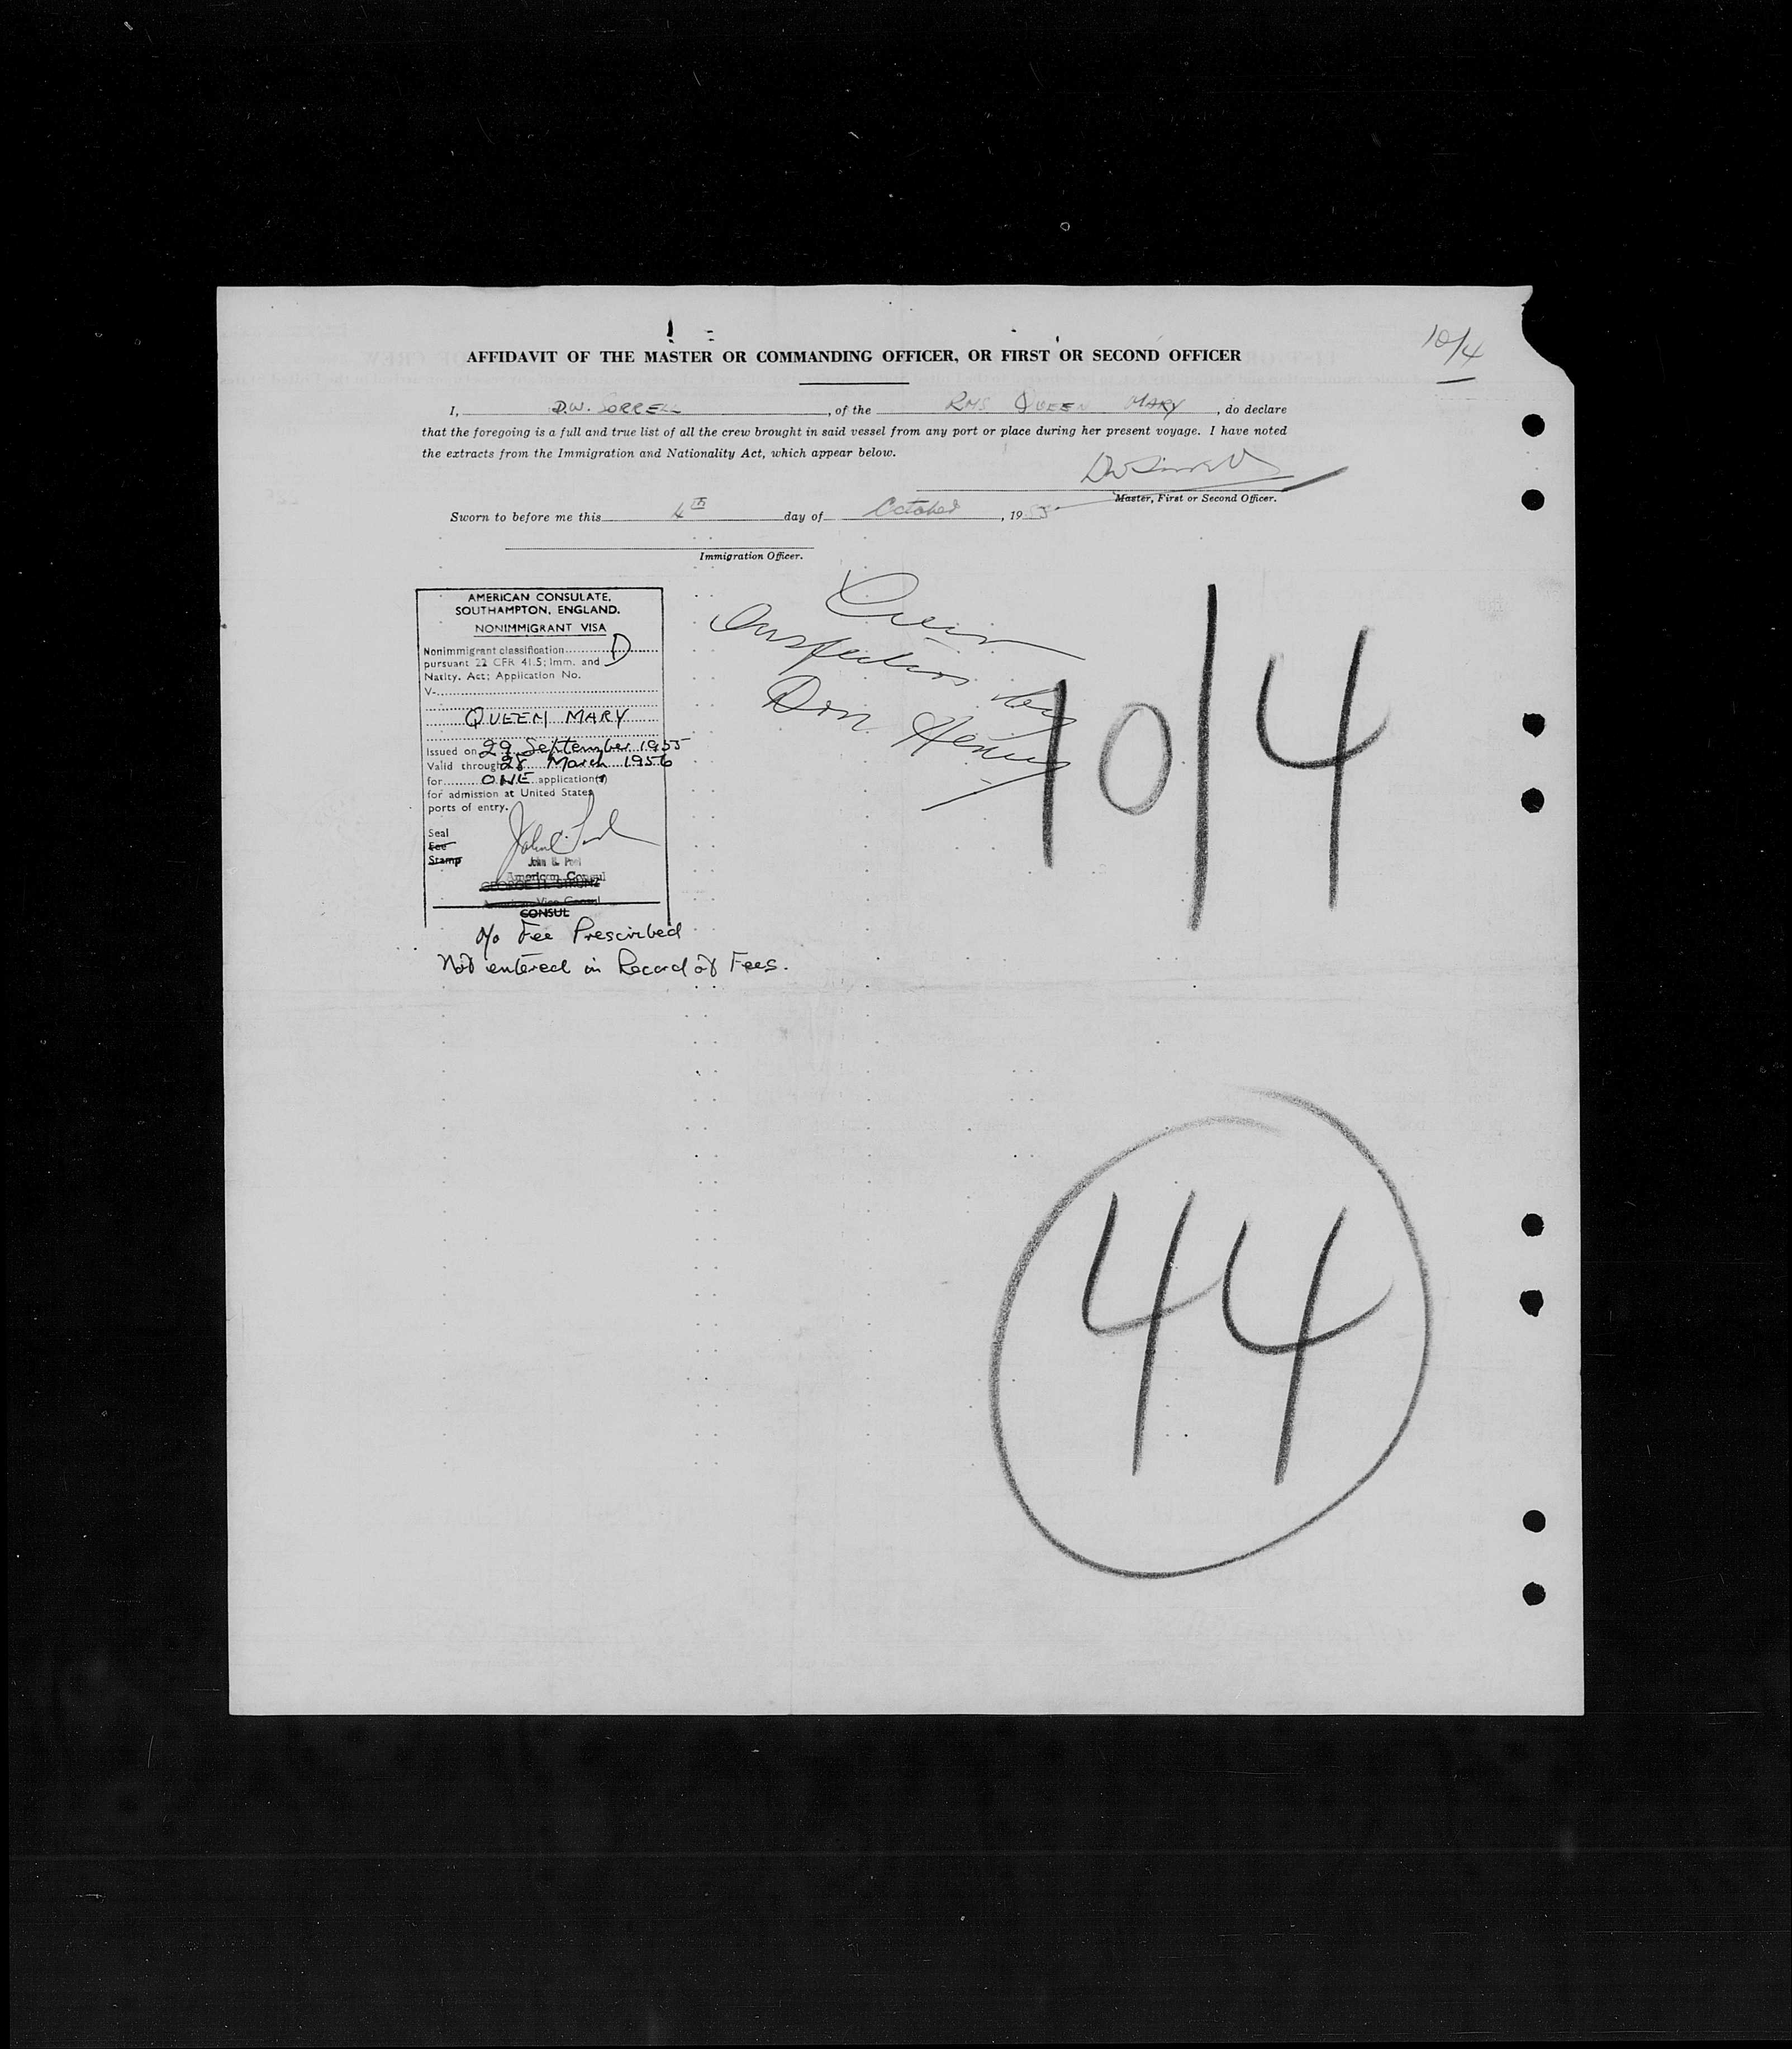 10/4
AFFIDAVIT OF THE MASTER OR COMMANDING OFFICER, OR FIRST OR SECOND OFFICER
I, D.W. SORRELL, of the RMS QUEEN MARY, do declare
that the foregoing is a full and true list of all the crew brought in said vessel from any port or place during her present voyage. I have noted
the extracts from the Immigration and Nationality Act, which appear below.
Master, First or Second Officer.
Sworn to before me this 4th day of October, 195
Immigration Officer.
AMERICAN CONSULATE,
SOUTHAMPTON, ENGLAND.
NONIMMIGRANT VISA
Nonimmigrant classification D
pursuant 22 CFR 41.5; Imm. and
Natlty. Act; Application No.
V-
QUEEN MARY
Issued on 29 September 1955
Valid through 28 March 1956
for ONE application(s)
for admission at United States
ports of entry.
Seal
Fee
Stamp
American Consul
GEORGE H. STRUNZ
American Vice Consul
CONSUL
No Fee Prescribed
Not entered in Record of Fees.
Inspection by
10/4
44